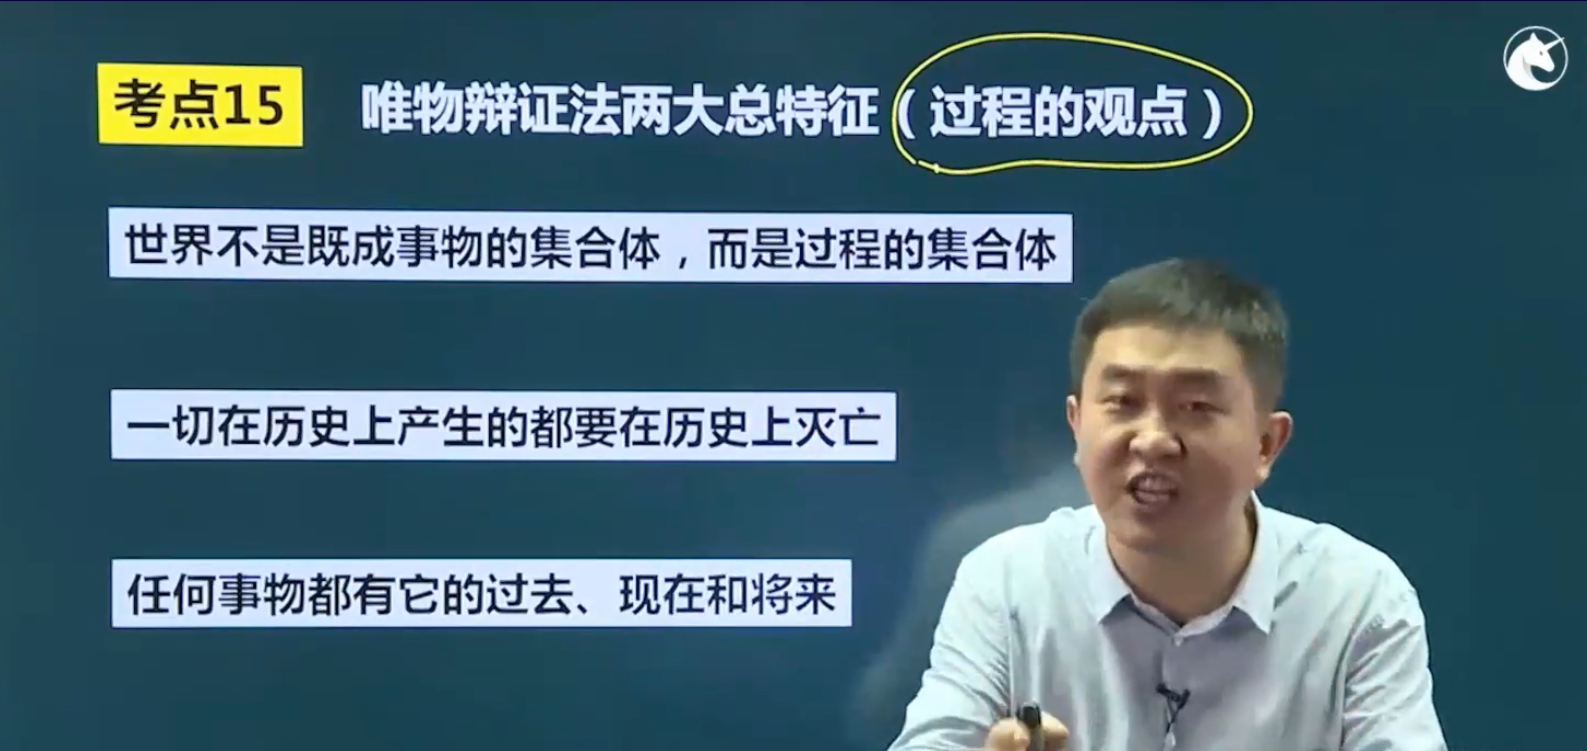 考点15
唯物辩证法两大总特征（过程的观点）
世界不是既成事物的集合体，而是过程的集合体
一切在历史上产生的都要在历史上灭亡
任何事物都有它的过去、现在和将来